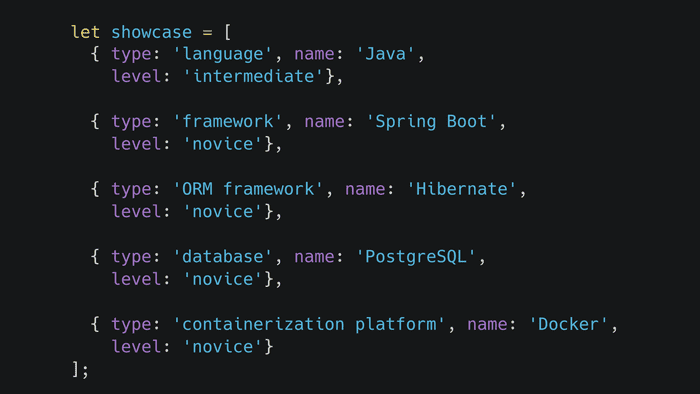 let showcase = [
{ type: 'language', name: 'Java',
level: 'intermediate'},
{ type: 'framework', name: 'Spring Boot',
level: 'novice'},
{ type: 'ORM framework', name: 'Hibernate',
level: 'novice'},
{ type: 'database', name: 'PostgreSQL',
level: 'novice'},
{ type: 'containerization platform', name: 'Docker',
level: 'novice'}
];